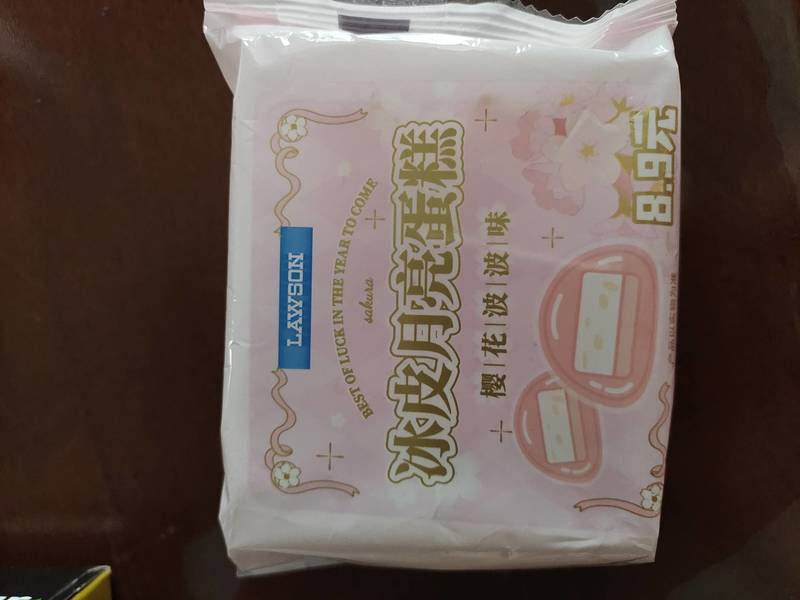 LAWSON
BEST OF LUCK IN THE YEAR TO COME
sakura
冰皮月亮蛋糕
樱|花|波|波|味
8.9元